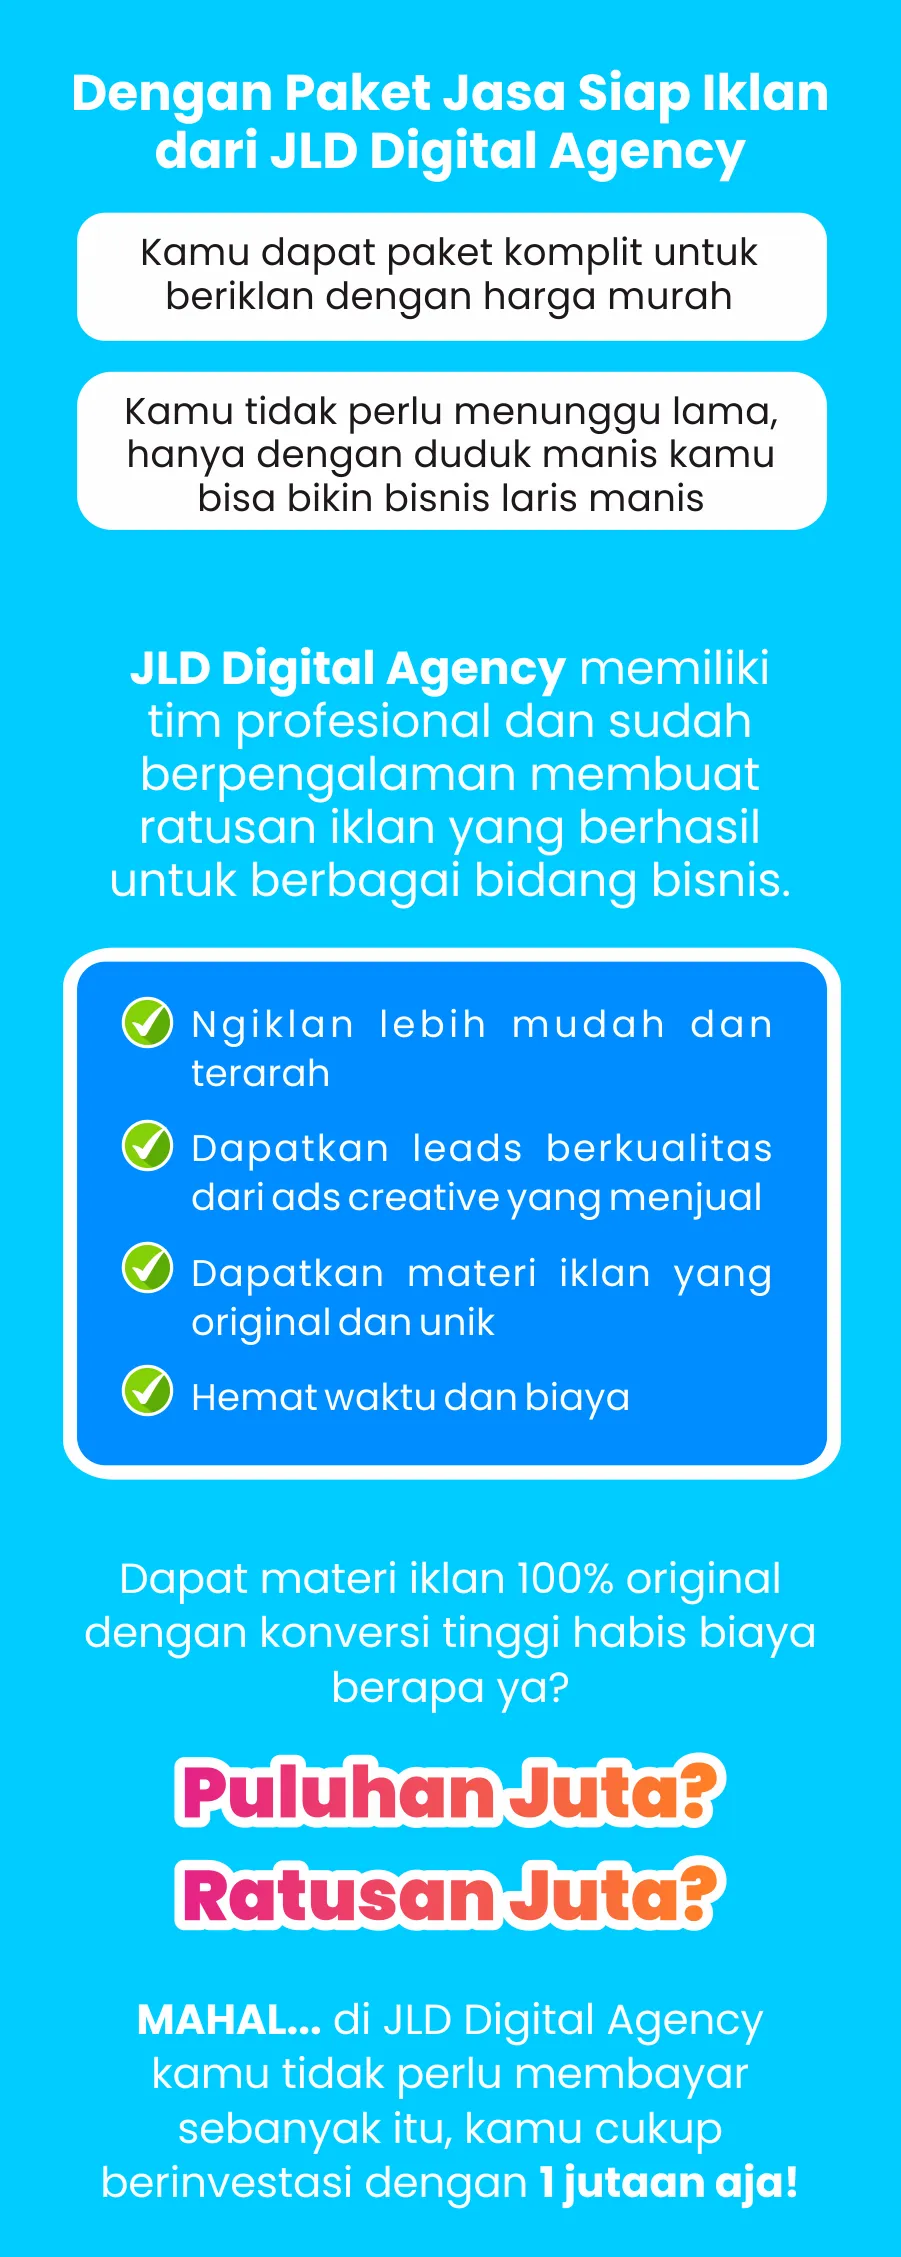 Dengan Paket Jasa Siap Iklan
dari JLD Digital Agency
Kamu dapat paket komplit untuk
beriklan dengan harga murah
Kamu tidak perlu menunggu lama,
hanya dengan duduk manis kamu
bisa bikin bisnis laris manis
JLD Digital Agency memiliki
tim profesional dan sudah
berpengalaman membuat
ratusan iklan yang berhasil
untuk berbagai bidang bisnis.
Ngiklan lebih mudah dan
terarah
Dapatkan leads berkualitas
dari ads creative yang menjual
Dapatkan materi iklan yang
original dan unik
Hemat waktu dan biaya
Dapat materi iklan 100% original
dengan konversi tinggi habis biaya
berapa ya?
Puluhan Juta?
Ratusan Juta?
MAHAL... di JLD Digital Agency
kamu tidak perlu membayar
sebanyak itu, kamu cukup
berinvestasi dengan 1 jutaan aja!